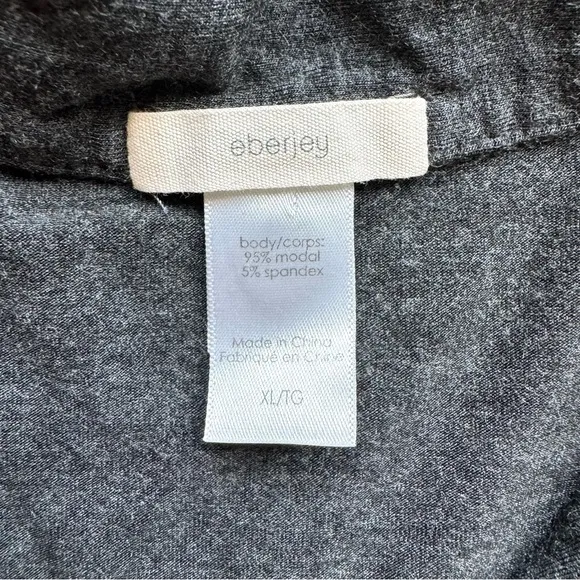 eberjey
body/corps:
95% modal
5% spandex
Made in China
Fabriqué en Chine
XL/TG